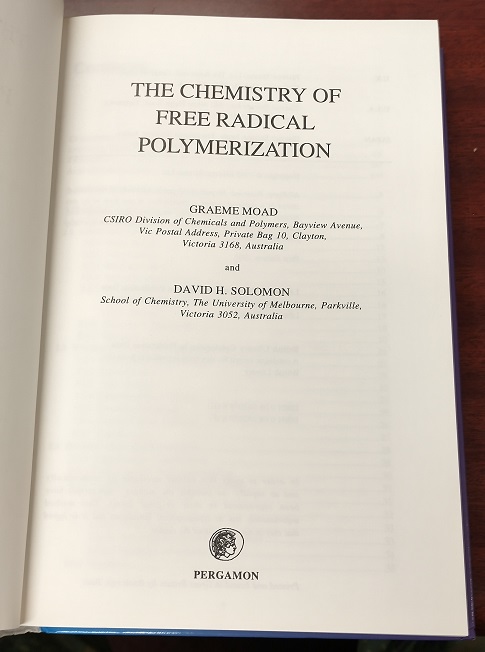 THE CHEMISTRY OF
FREE RADICAL
POLYMERIZATION
GRAEME MOAD
CSIRO Division of Chemicals and Polymers, Bayview Avenue,
Vic Postal Address, Private Bag 10, Clayton,
Victoria 3168, Australia
and
DAVID H. SOLOMON
School of Chemistry, The University of Melbourne, Parkville,
Victoria 3052, Australia
PERGAMON